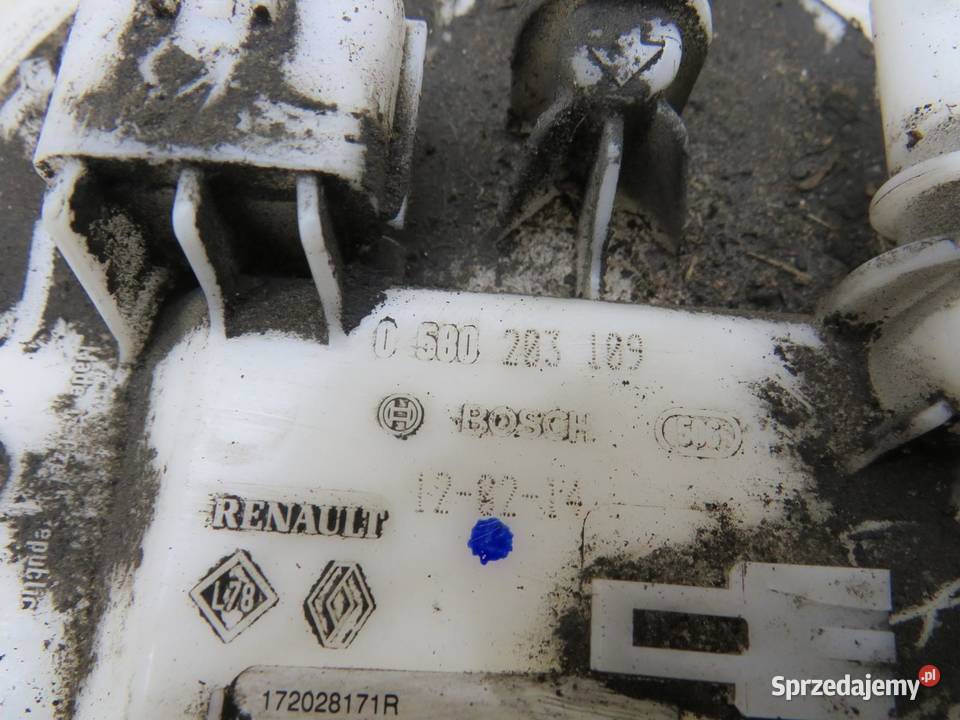 0 580 203 109
BOSCH
12-02-14
RENAULT
L78
172028171R
Sprzedajemy.pl